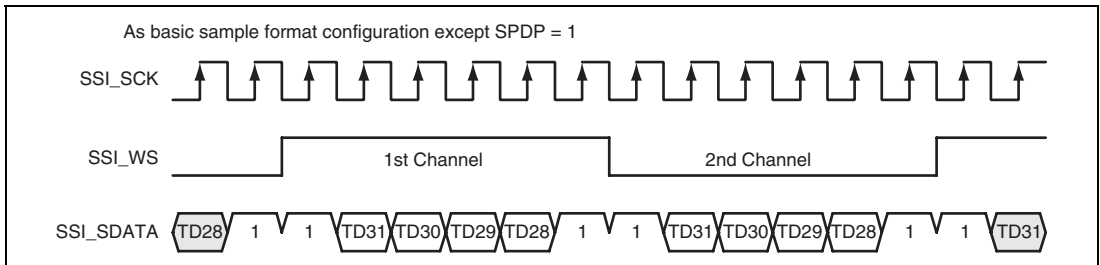 As basic sample format configuration except SPDP = 1
SSI_SCK
SSI_WS 1st Channel 2nd Channel
SSI_SDATA TD28 1 1 TD31 TD30 TD29 TD28 1 1 TD31 TD30 TD29 TD28 1 1 TD31